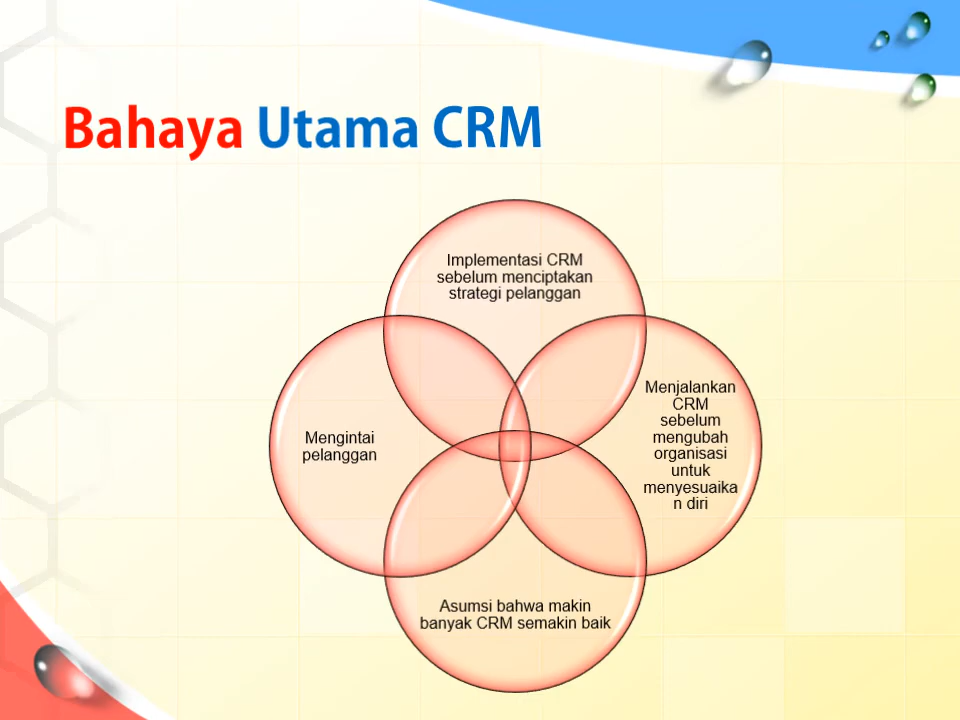 Bahaya Utama CRM
Implementasi CRM
sebelum menciptakan
strategi pelanggan
Menjalankan
CRM
sebelum
mengubah
organisasi
untuk
menyesuaika
n diri
Mengintai
pelanggan
Asumsi bahwa makin
banyak CRM semakin baik